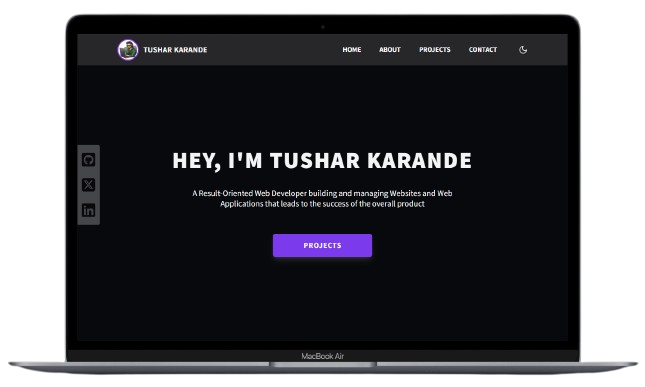 TUSHAR KARANDE
HOME ABOUT PROJECTS CONTACT
HEY, I'M TUSHAR KARANDE
A Result-Oriented Web Developer building and managing Websites and Web
Applications that leads to the success of the overall product
PROJECTS
MacBook Air